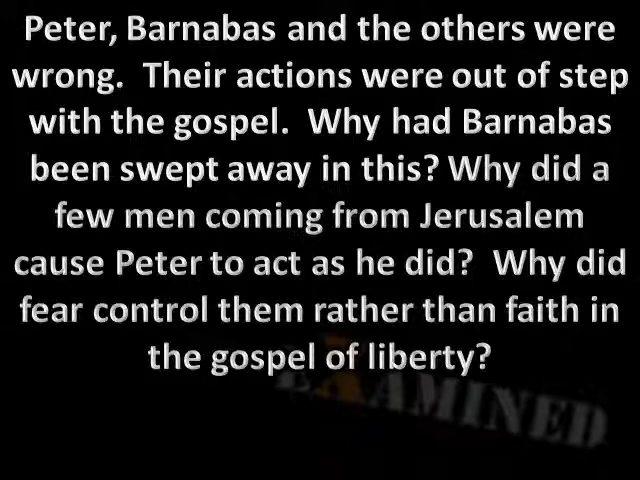 Peter, Barnabas and the others were
wrong.  Their actions were out of step
with the gospel.  Why had Barnabas
been swept away in this? Why did a
few men coming from Jerusalem
cause Peter to act as he did?  Why did
fear control them rather than faith in
the gospel of liberty?
EXAMINED